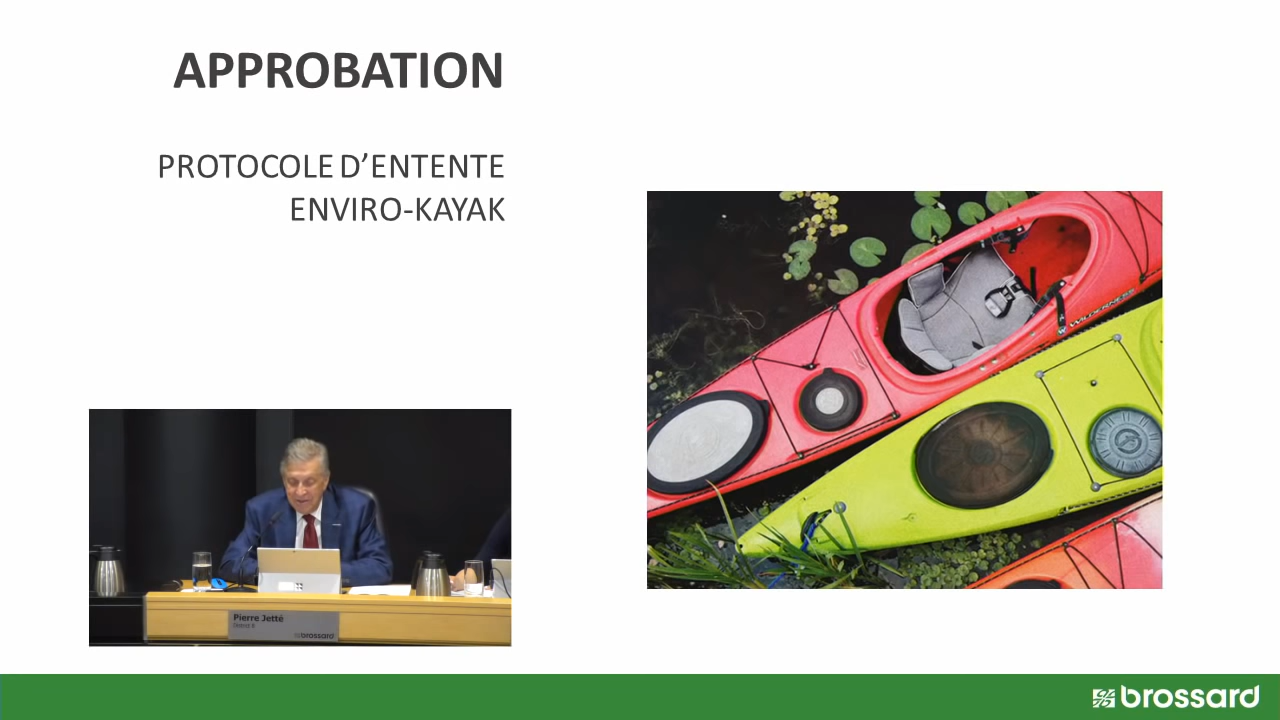 APPROBATION
PROTOCOLE D’ENTENTE
ENVIRO-KAYAK
WILDERNESS
Pierre Jetté
brossard
brossard